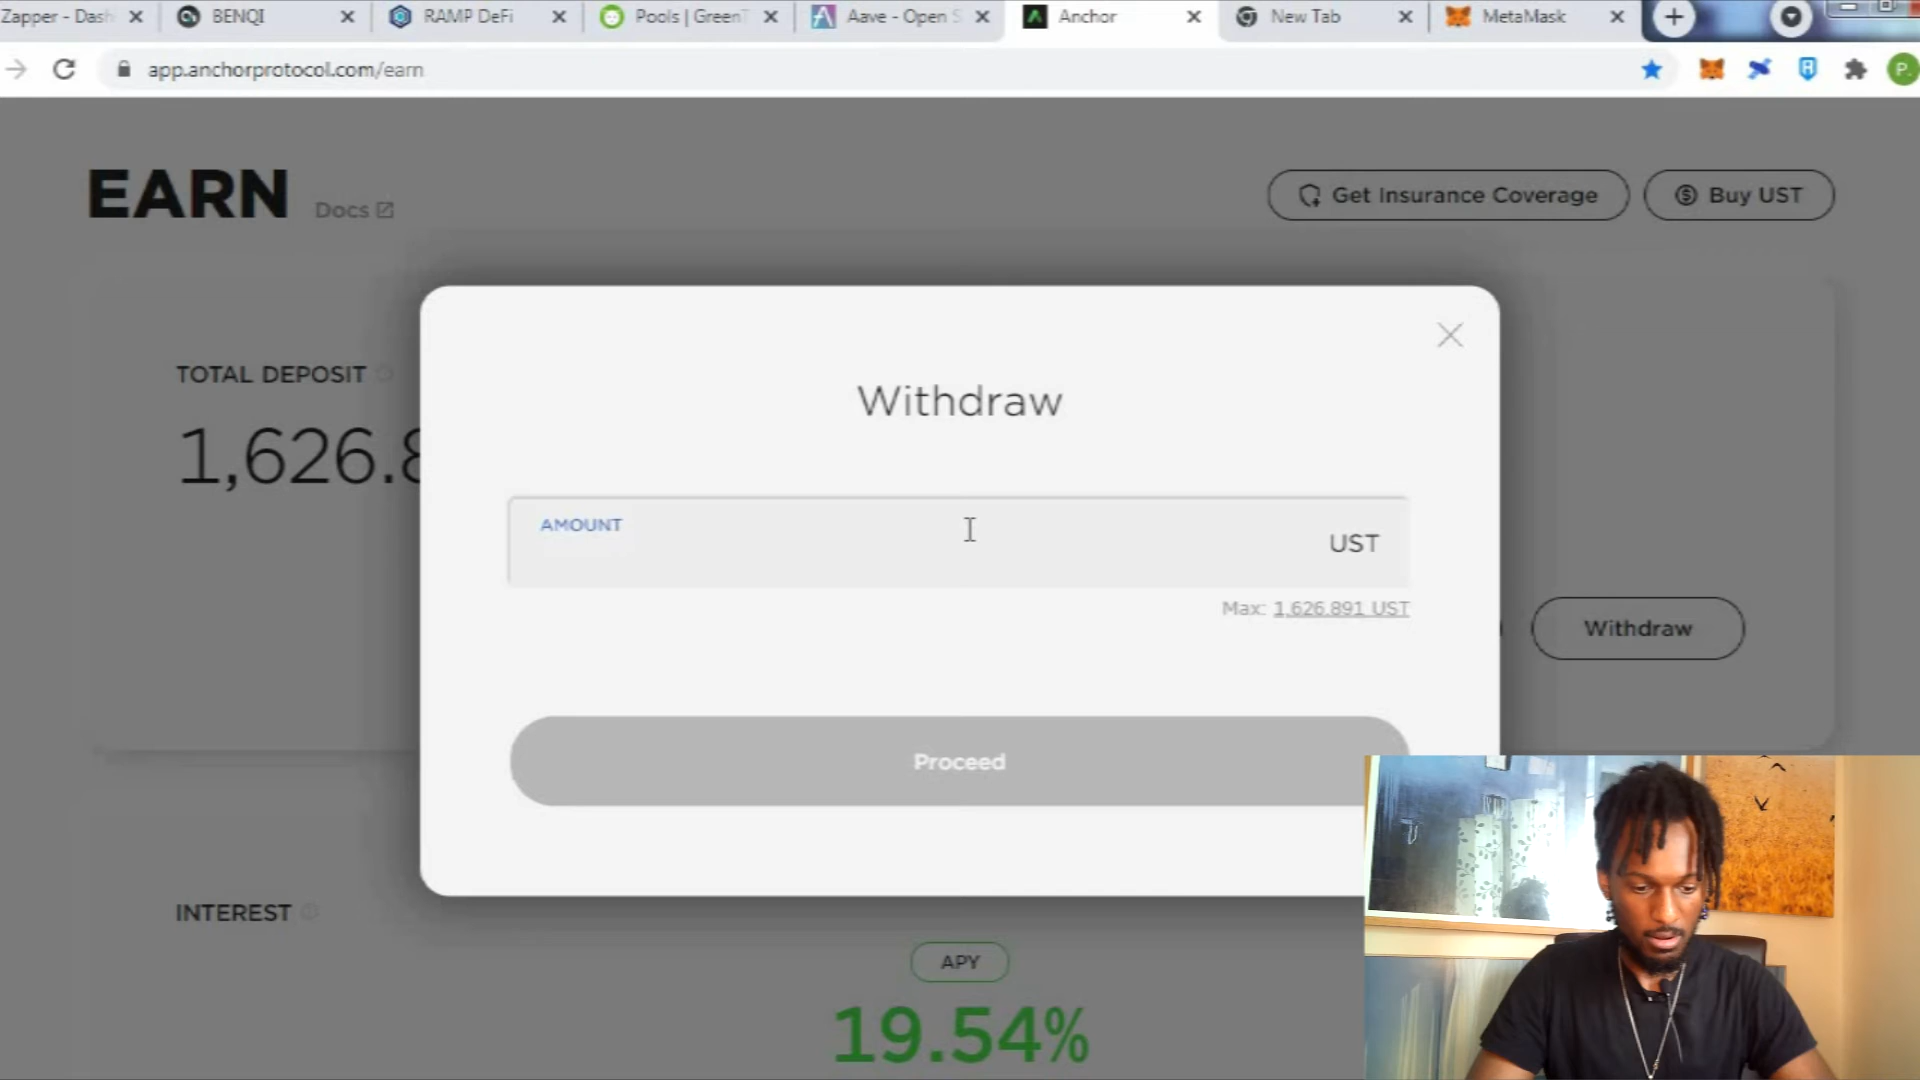 Zapper - Dash
BENQI
RAMP DeFi
Pools | GreenT
Aave - Open S
Anchor
New Tab
MetaMask
app.anchorprotocol.com/earn
P.
EARN
Docs
Get Insurance Coverage
Buy UST
TOTAL DEPOSIT
1,626.8
Withdraw
AMOUNT
UST
Max: 1,626.891 UST
Withdraw
Proceed
INTEREST
APY
19.54%